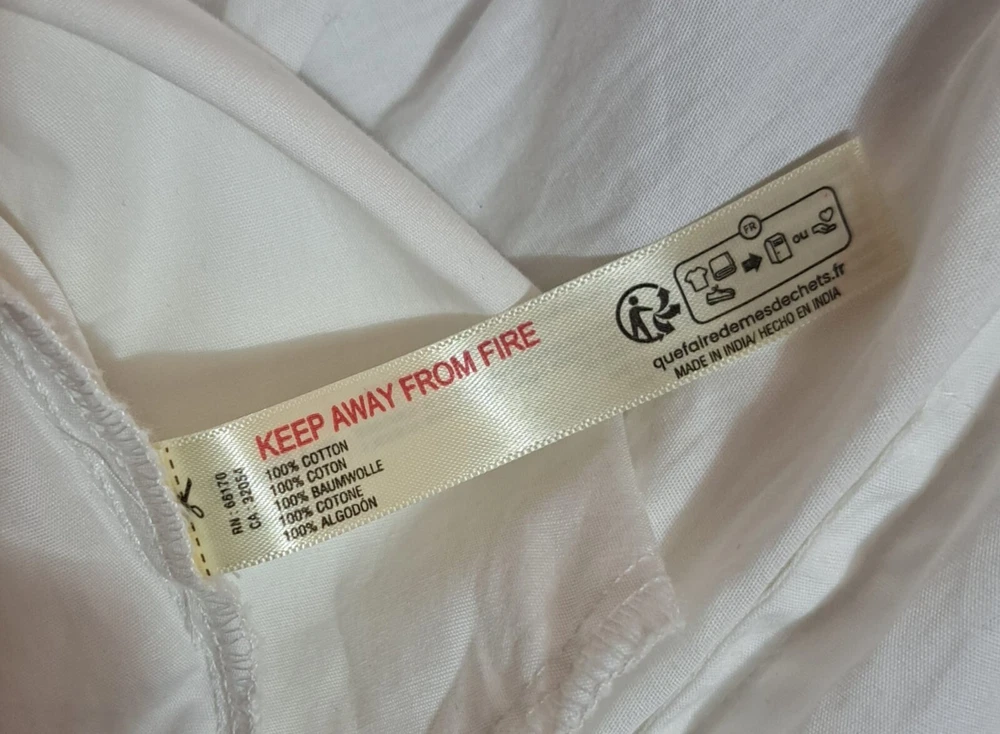 RN: 66170
CA: 32054
KEEP AWAY FROM FIRE
100% COTTON
100% COTON
100% BAUMWOLLE
100% COTONE
100% ALGODÓN
FR
ou
quefairedemesdechets.fr
MADE IN INDIA/ HECHO EN INDIA